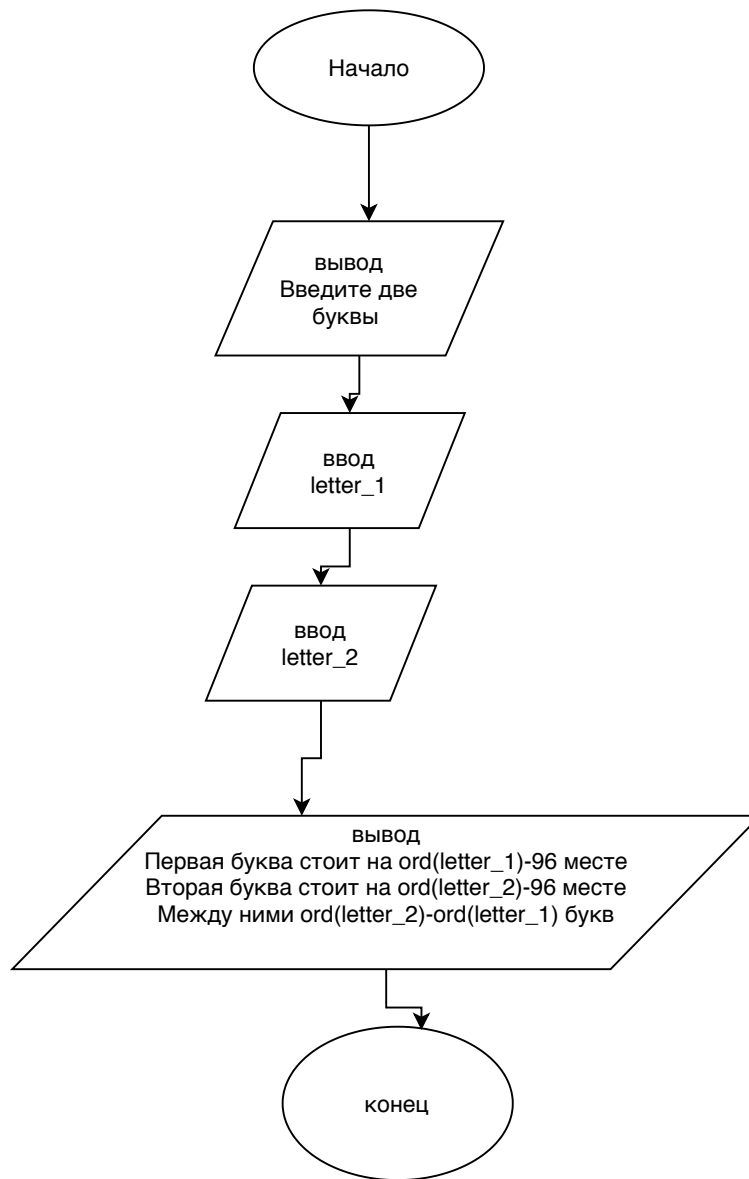 Начало
вывод
Введите две
буквы
ввод
letter_1
ввод
letter_2
вывод
Первая буква стоит на ord(letter_1)-96 месте
Вторая буква стоит на ord(letter_2)-96 месте
Между ними ord(letter_2)-ord(letter_1) букв
конец